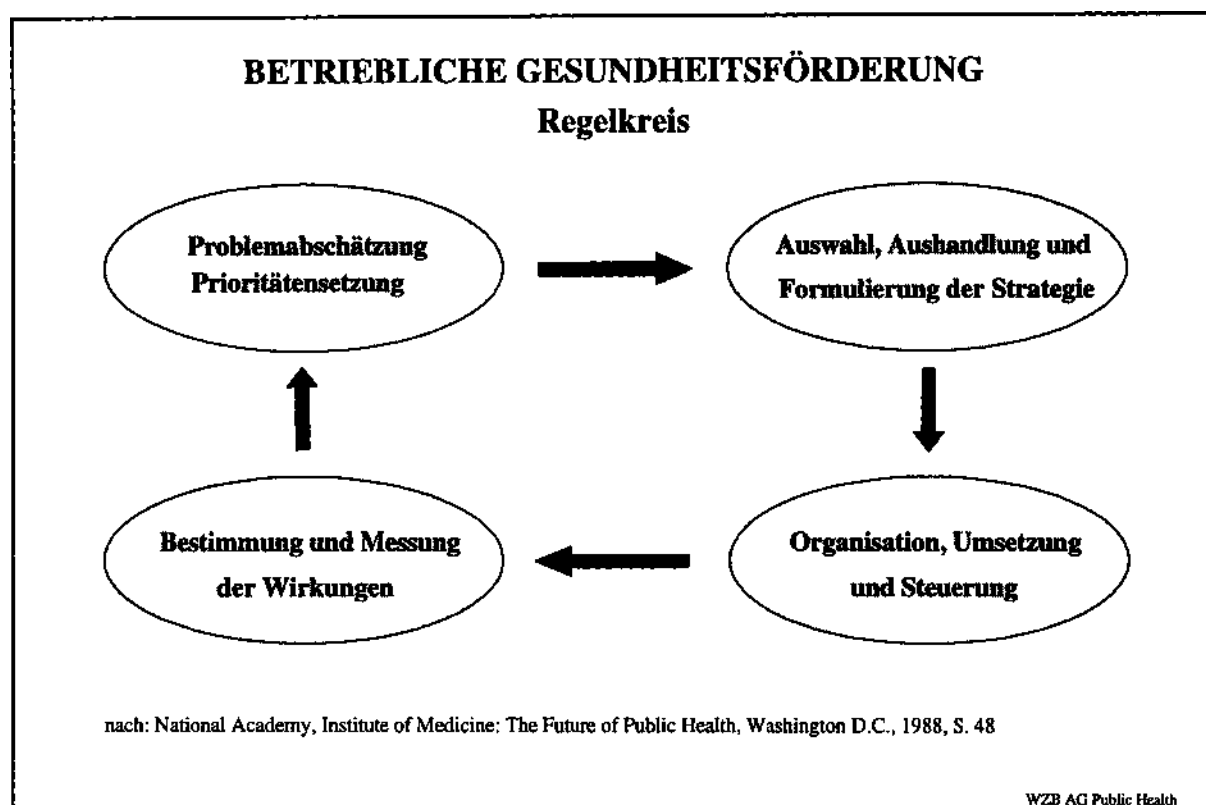 BETRIEBLICHE GESUNDHEITSFÖRDERUNG
Regelkreis
Problemabschätzung
Prioritätensetzung
Auswahl, Aushandlung und
Formulierung der Strategie
Bestimmung und Messung
der Wirkungen
Organisation, Umsetzung
und Steuerung
nach: National Academy, Institute of Medicine: The Future of Public Health, Washington D.C., 1988, S. 48
WZB AG Public Health